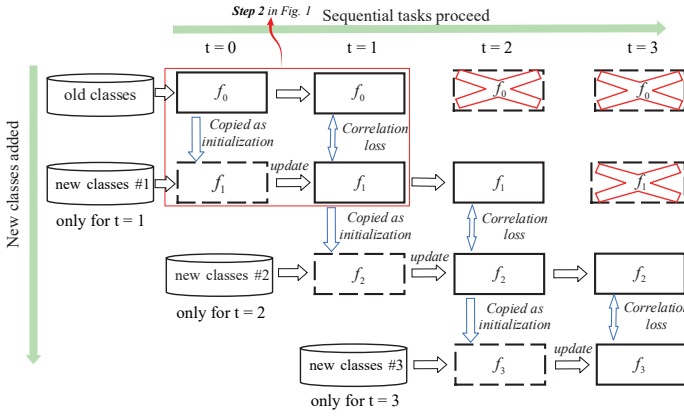 Step 2 in Fig. 1
Sequential tasks proceed
t = 0
t = 1
t = 2
t = 3
New classes added
old classes
f0
f0
f0
f0
Copied as
initialization
Correlation
loss
new classes #1
f1
update
f1
f1
f1
only for t = 1
Copied as
initialization
Correlation
loss
new classes #2
f2
update
f2
f2
only for t = 2
Copied as
initialization
Correlation
loss
new classes #3
f3
update
f3
only for t = 3